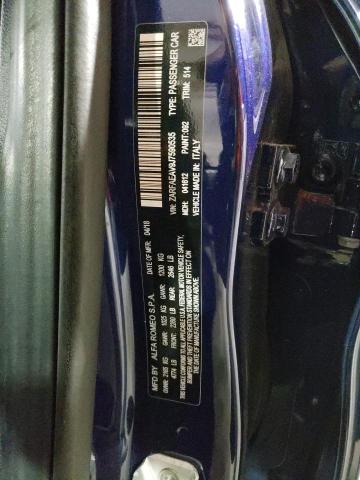 MFD BY ALFA ROMEO S.P.A. DATE OF MFR: 04/18
GVWR: 2165 KG GAWR: 1025 KG GAWR: 1200 KG
4774 LB FRONT: 2260 LB REAR: 2646 LB
THIS VEHICLE CONFORMS TO ALL APPLICABLE U.S.A. FEDERAL MOTOR VEHICLE SAFETY,
BUMPER AND THEFT PREVENTION STANDARDS IN EFFECT ON
THE DATE OF MANUFACTURE SHOWN ABOVE.
VIN: ZARFAEAV9J7590535 TYPE: PASSENGER CAR
MDH: 041812 PAINT: 092 TRIM: 514
VEHICLE MADE IN: ITALY